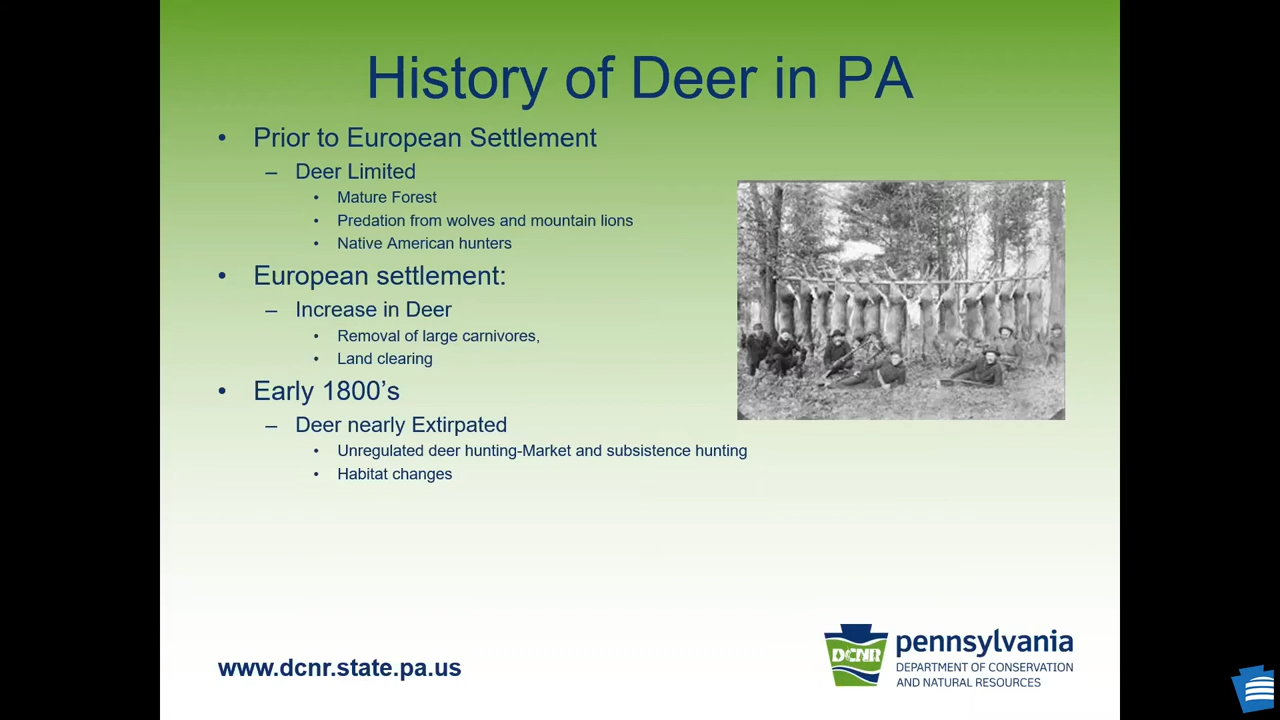 History of Deer in PA
• Prior to European Settlement
– Deer Limited
• Mature Forest
• Predation from wolves and mountain lions
• Native American hunters
• European settlement:
– Increase in Deer
• Removal of large carnivores,
• Land clearing
• Early 1800’s
– Deer nearly Extirpated
• Unregulated deer hunting-Market and subsistence hunting
• Habitat changes
www.dcnr.state.pa.us
DCNR
pennsylvania
DEPARTMENT OF CONSERVATION
AND NATURAL RESOURCES